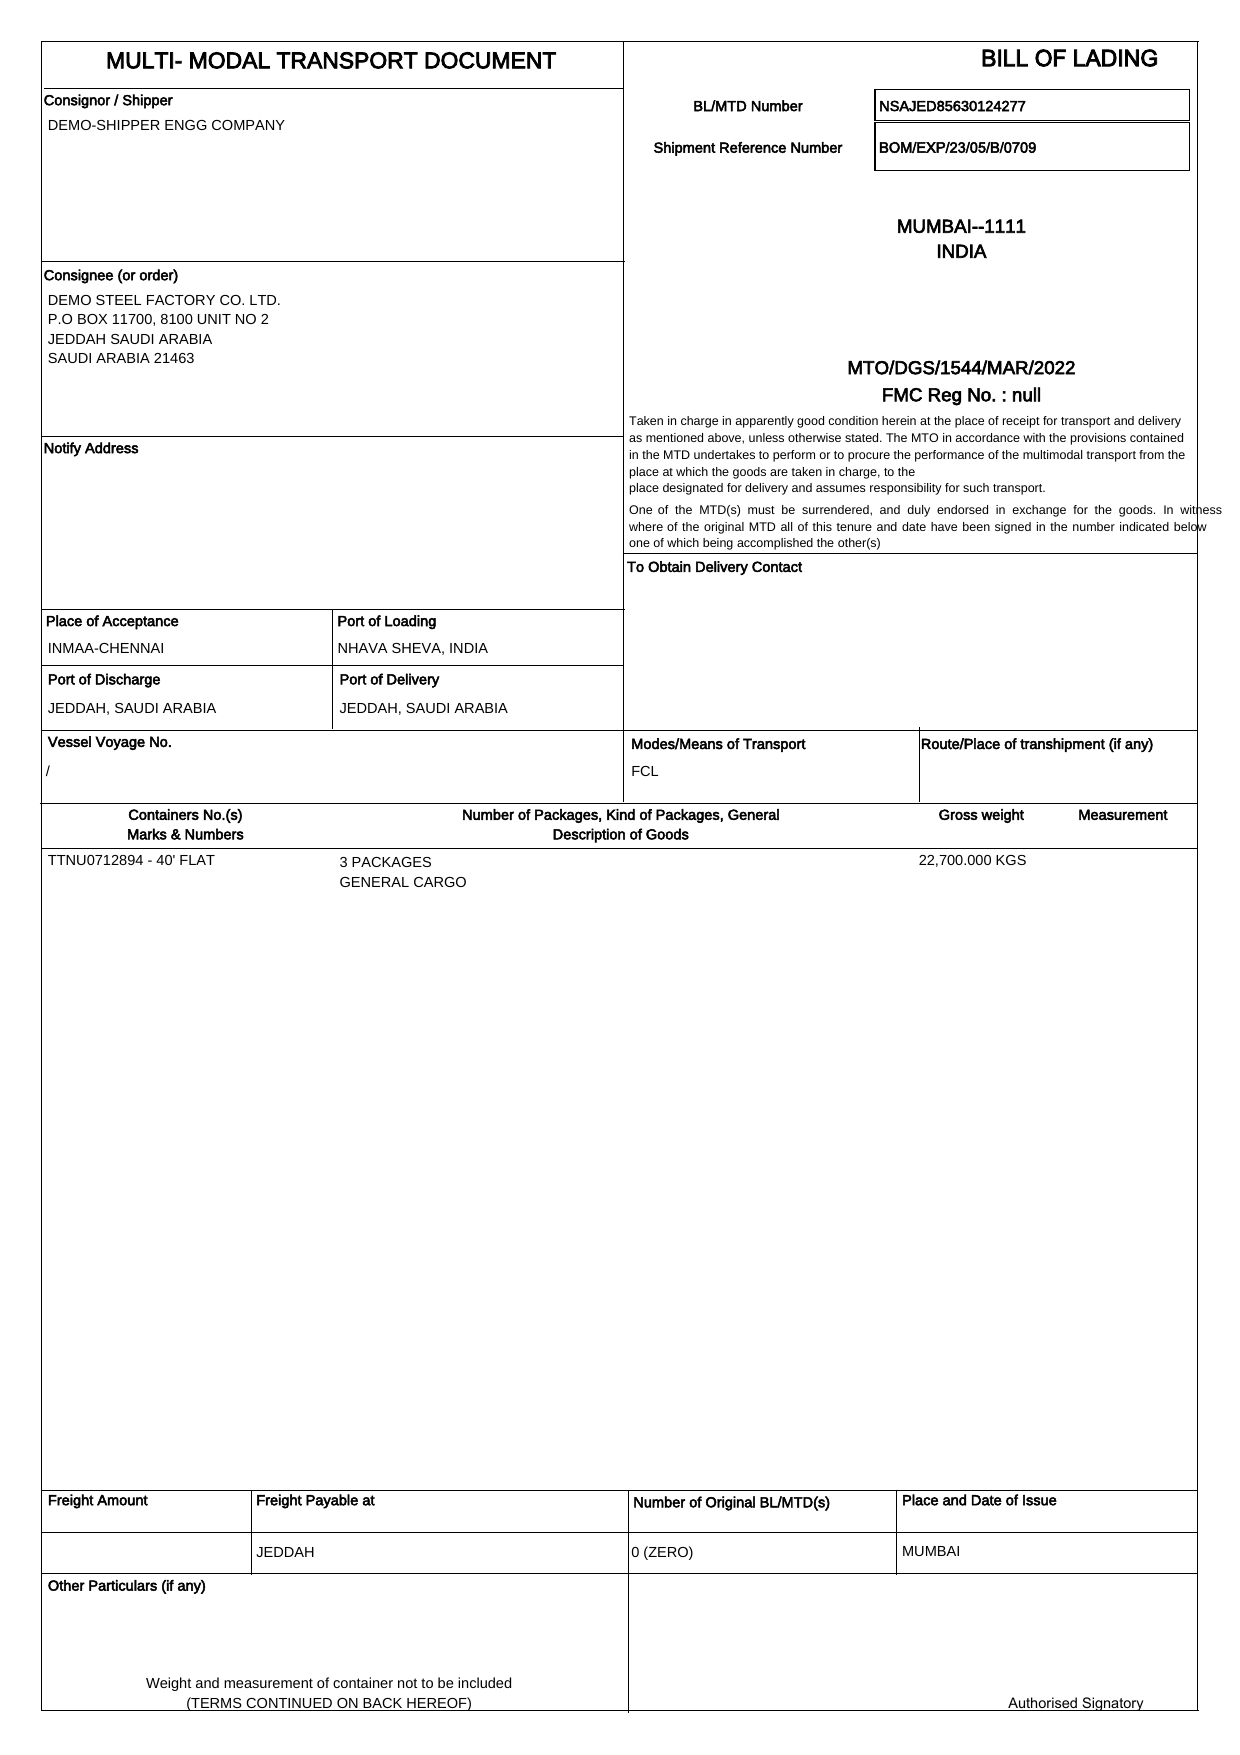 MULTI- MODAL TRANSPORT DOCUMENT
BILL OF LADING
Consignor / Shipper
DEMO-SHIPPER ENGG COMPANY
BL/MTD Number
NSAJED85630124277
Shipment Reference Number
BOM/EXP/23/05/B/0709
MUMBAI--1111
INDIA
Consignee (or order)
DEMO STEEL FACTORY CO. LTD.
P.O BOX 11700, 8100 UNIT NO 2
JEDDAH SAUDI ARABIA
SAUDI ARABIA 21463
MTO/DGS/1544/MAR/2022
FMC Reg No. : null
Taken in charge in apparently good condition herein at the place of receipt for transport and delivery
as mentioned above, unless otherwise stated. The MTO in accordance with the provisions contained
in the MTD undertakes to perform or to procure the performance of the multimodal transport from the
place at which the goods are taken in charge, to the
place designated for delivery and assumes responsibility for such transport.
One of the MTD(s) must be surrendered, and duly endorsed in exchange for the goods. In witness
where of the original MTD all of this tenure and date have been signed in the number indicated below
one of which being accomplished the other(s)
Notify Address
To Obtain Delivery Contact
Place of Acceptance
INMAA-CHENNAI
Port of Loading
NHAVA SHEVA, INDIA
Port of Discharge
JEDDAH, SAUDI ARABIA
Port of Delivery
JEDDAH, SAUDI ARABIA
Vessel Voyage No.
/
Modes/Means of Transport
FCL
Route/Place of transhipment (if any)
Containers No.(s)
Marks & Numbers
Number of Packages, Kind of Packages, General
Description of Goods
Gross weight
Measurement
TTNU0712894 - 40' FLAT
3 PACKAGES
GENERAL CARGO
22,700.000 KGS
Freight Amount
Freight Payable at
Number of Original BL/MTD(s)
Place and Date of Issue
JEDDAH
0 (ZERO)
MUMBAI
Other Particulars (if any)
Weight and measurement of container not to be included
(TERMS CONTINUED ON BACK HEREOF)
Authorised Signatory